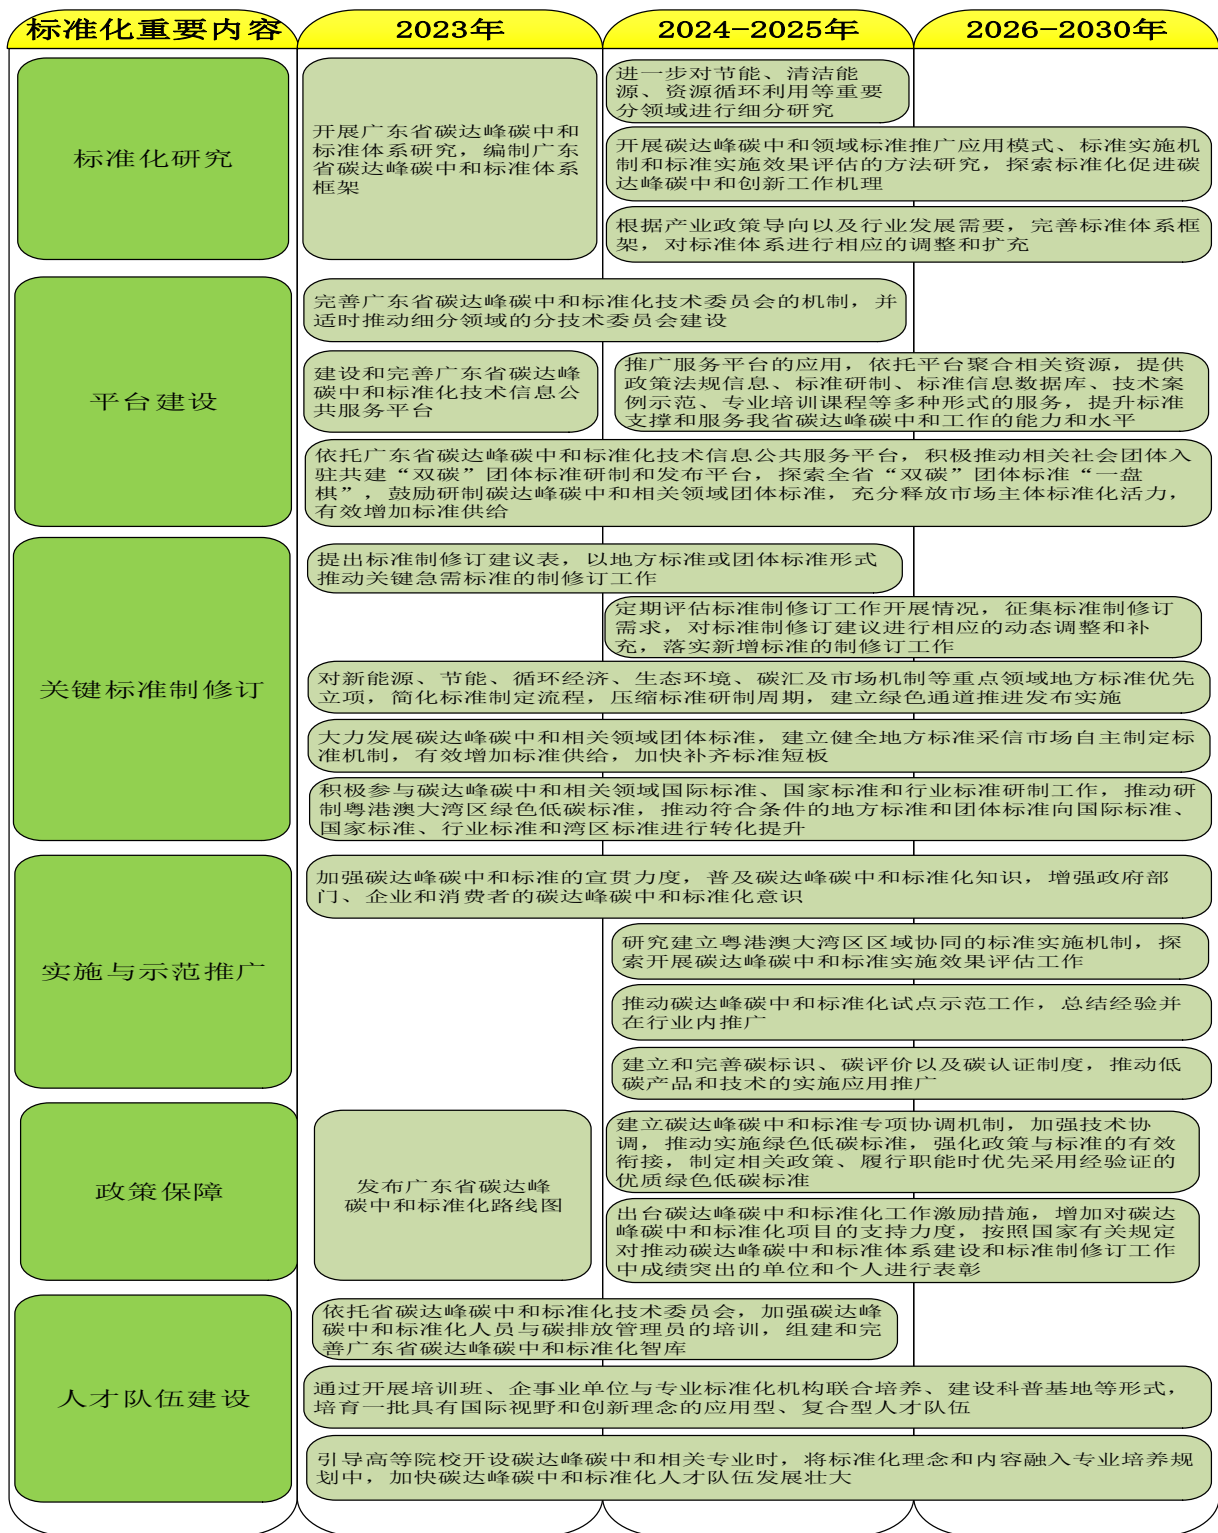 标准化重要内容
2023年
2024-2025年
2026-2030年
标准化研究
开展广东省碳达峰碳中和
标准体系研究，编制广东
省碳达峰碳中和标准体系
框架
进一步对节能、清洁能
源、资源循环利用等重要
分领域进行细分研究
开展碳达峰碳中和领域标准推广应用模式、标准实施机
制和标准实施效果评估的方法研究，探索标准化促进碳
达峰碳中和创新工作机理
根据产业政策导向以及行业发展需要，完善标准体系框
架，对标准体系进行相应的调整和扩充
平台建设
完善广东省碳达峰碳中和标准化技术委员会的机制，并
适时推动细分领域的分技术委员会建设
建设和完善广东省碳达峰
碳中和标准化技术信息公
共服务平台
推广服务平台的应用，依托平台聚合相关资源，提供
政策法规信息、标准研制、标准信息数据库、技术案
例示范、专业培训课程等多种形式的服务，提升标准
支撑和服务我省碳达峰碳中和工作的能力和水平
依托广东省碳达峰碳中和标准化技术信息公共服务平台，积极推动相关社会团体入
驻共建“双碳”团体标准研制和发布平台，探索全省“双碳”团体标准“一盘
棋”，鼓励研制碳达峰碳中和相关领域团体标准，充分释放市场主体标准化活力，
有效增加标准供给
关键标准制修订
提出标准制修订建议表，以地方标准或团体标准形式
推动关键急需标准的制修订工作
定期评估标准制修订工作开展情况，征集标准制修订
需求，对标准制修订建议进行相应的动态调整和补
充，落实新增标准的制修订工作
对新能源、节能、循环经济、生态环境、碳汇及市场机制等重点领域地方标准优先
立项，简化标准制定流程，压缩标准研制周期，建立绿色通道推进发布实施
大力发展碳达峰碳中和相关领域团体标准，建立健全地方标准采信市场自主制定标
准机制，有效增加标准供给，加快补齐标准短板
积极参与碳达峰碳中和相关领域国际标准、国家标准和行业标准研制工作，推动研
制粤港澳大湾区绿色低碳标准，推动符合条件的地方标准和团体标准向国际标准、
国家标准、行业标准和湾区标准进行转化提升
实施与示范推广
加强碳达峰碳中和标准的宣贯力度，普及碳达峰碳中和标准化知识，增强政府部
门、企业和消费者的碳达峰碳中和标准化意识
研究建立粤港澳大湾区区域协同的标准实施机制，探
索开展碳达峰碳中和标准实施效果评估工作
推动碳达峰碳中和标准化试点示范工作，总结经验并
在行业内推广
建立和完善碳标识、碳评价以及碳认证制度，推动低
碳产品和技术的实施应用推广
政策保障
发布广东省碳达峰
碳中和标准化路线图
建立碳达峰碳中和标准专项协调机制，加强技术协
调，推动实施绿色低碳标准，强化政策与标准的有效
衔接，制定相关政策、履行职能时优先采用经验证的
优质绿色低碳标准
出台碳达峰碳中和标准化工作激励措施，增加对碳达
峰碳中和标准化项目的支持力度，按照国家有关规定
对推动碳达峰碳中和标准体系建设和标准制修订工作
中成绩突出的单位和个人进行表彰
人才队伍建设
依托省碳达峰碳中和标准化技术委员会，加强碳达峰
碳中和标准化人员与碳排放管理员的培训，组建和完
善广东省碳达峰碳中和标准化智库
通过开展培训班、企事业单位与专业标准化机构联合培养、建设科普基地等形式，
培育一批具有国际视野和创新理念的应用型、复合型人才队伍
引导高等院校开设碳达峰碳中和相关专业时，将标准化理念和内容融入专业培养规
划中，加快碳达峰碳中和标准化人才队伍发展壮大